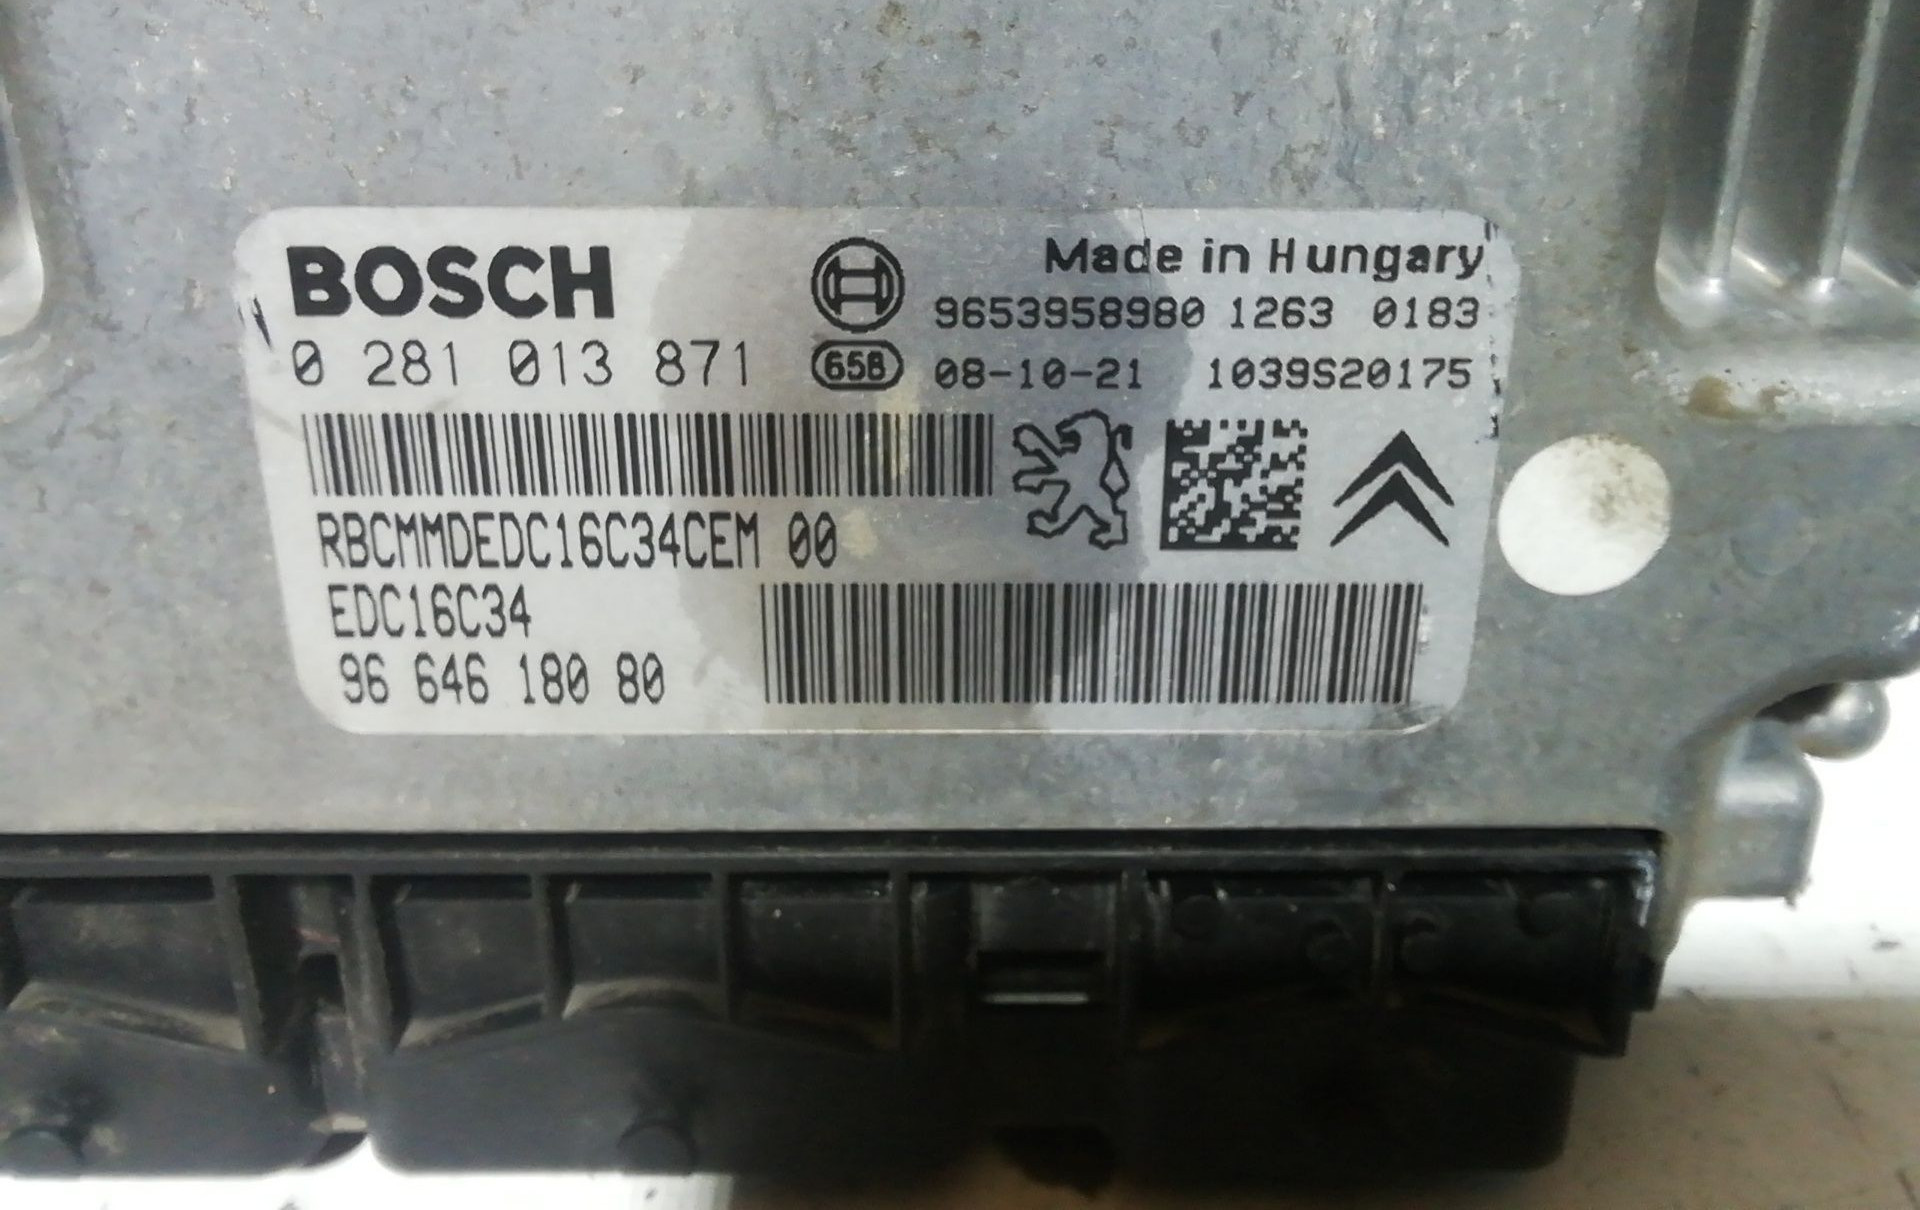 BOSCH
Made in Hungary
9653958980 1263 0183
0 281 013 871
65B
08-10-21 1039S20175
RBCMMDEDC16C34CEM 00
EDC16C34
96 646 180 80